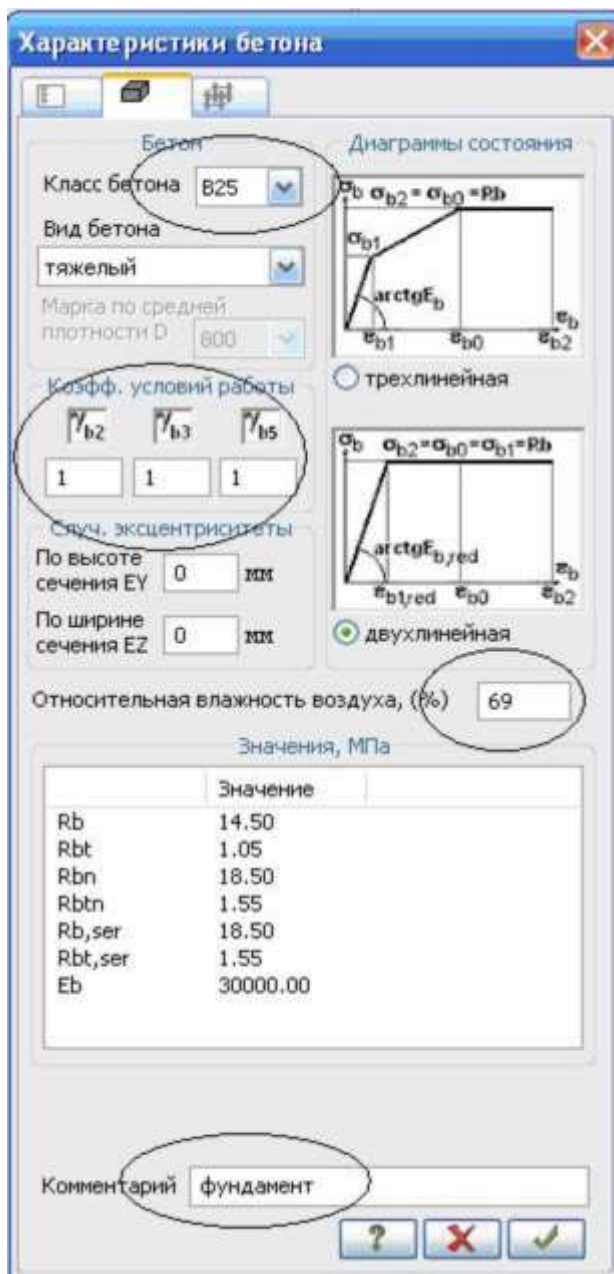 Характеристики бетона
Бетон
Класс бетона B25
Вид бетона
тяжелый
Марка по средней
плотности D 800
Коэфф. условий работы
γb2 γb3 γb5
1 1 1
Случ. эксцентриситеты
По высоте
сечения EY 0 мм
По ширине
сечения EZ 0 мм
Диаграммы состояния
σb σb2 = σb0 =Rb
σb1
arctgEb
εb
εb1 εb0 εb2
трехлинейная
σb σb2=σb0=σb1=Rb
arctgEb,red
εb
εb1,red εb0 εb2
двухлинейная
Относительная влажность воздуха, (%) 69
Значения, МПа
Значение
Rb 14.50
Rbt 1.05
Rbn 18.50
Rbtn 1.55
Rb,ser 18.50
Rbt,ser 1.55
Eb 30000.00
Комментарий фундамент
?